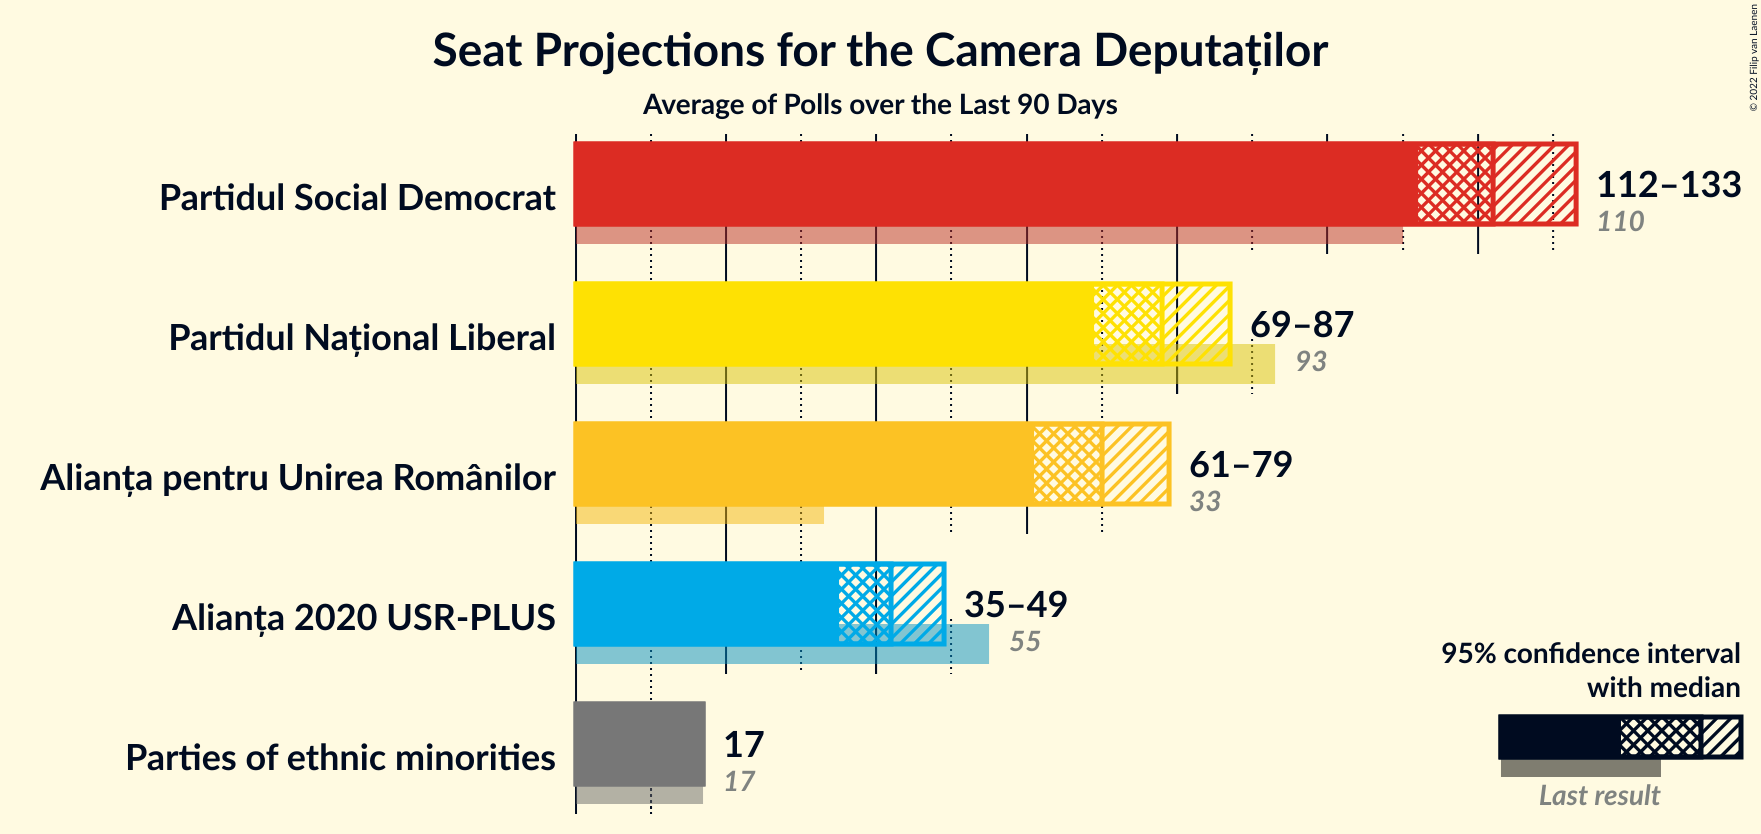 Seat Projections for the Camera Deputaților
Average of Polls over the Last 90 Days
© 2022 Filip van Laenen
Partidul Social Democrat
112–133
110
Partidul Național Liberal
69–87
93
Alianța pentru Unirea Românilor
61–79
33
Alianța 2020 USR-PLUS
35–49
55
Parties of ethnic minorities
17
17
95% confidence interval
with median
Last result